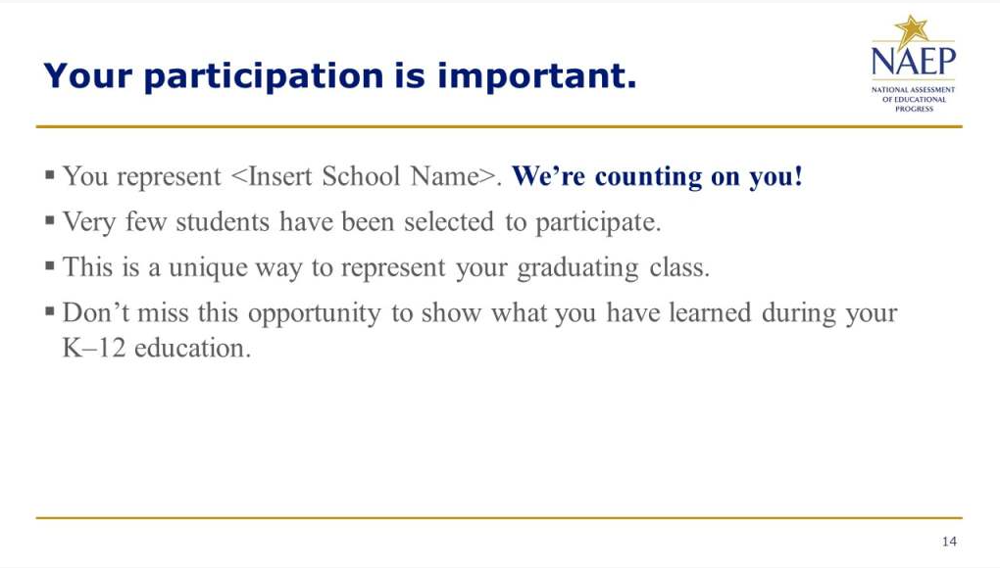 Your participation is important.
NAEP
NATIONAL ASSESSMENT
OF EDUCATIONAL
PROGRESS
▪ You represent <Insert School Name>. We’re counting on you!
▪ Very few students have been selected to participate.
▪ This is a unique way to represent your graduating class.
▪ Don’t miss this opportunity to show what you have learned during your
K–12 education.
14